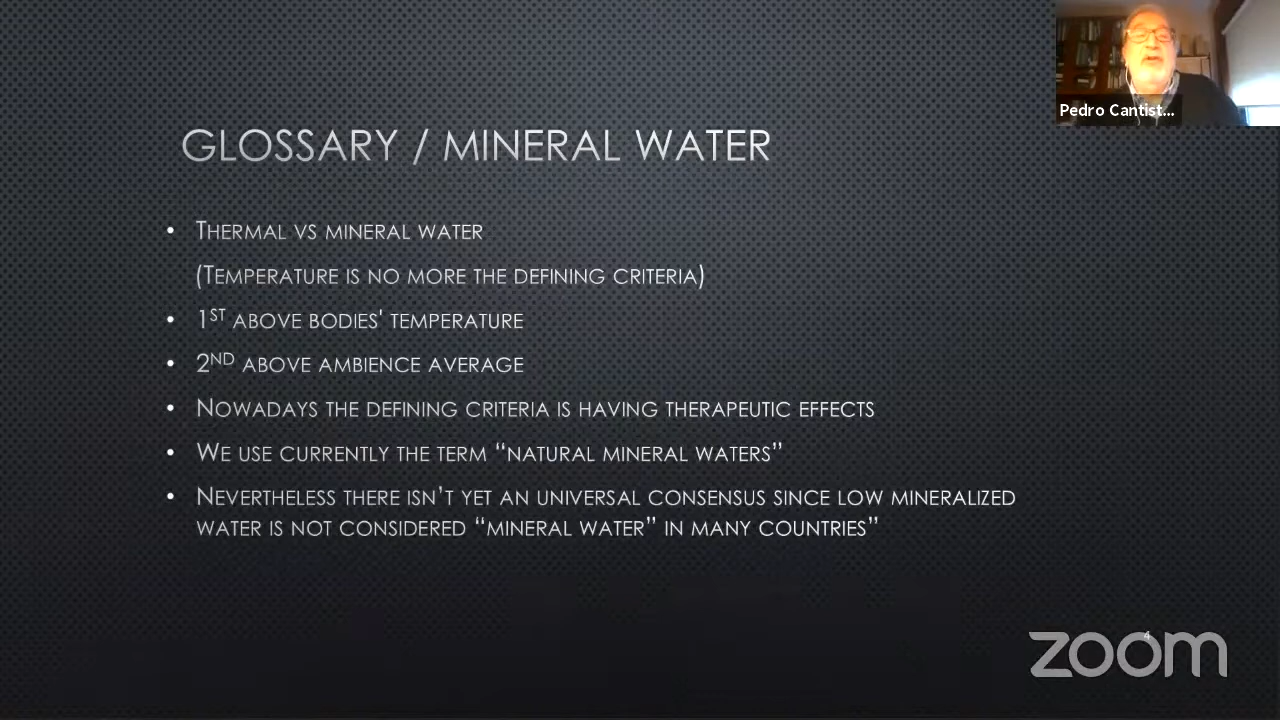 Pedro Cantist...
GLOSSARY / MINERAL WATER
• THERMAL VS MINERAL WATER
(TEMPERATURE IS NO MORE THE DEFINING CRITERIA)
• 1ST ABOVE BODIES' TEMPERATURE
• 2ND ABOVE AMBIENCE AVERAGE
• NOWADAYS THE DEFINING CRITERIA IS HAVING THERAPEUTIC EFFECTS
• WE USE CURRENTLY THE TERM “NATURAL MINERAL WATERS”
• NEVERTHELESS THERE ISN’T YET AN UNIVERSAL CONSENSUS SINCE LOW MINERALIZED
WATER IS NOT CONSIDERED “MINERAL WATER” IN MANY COUNTRIES”
4
zoom